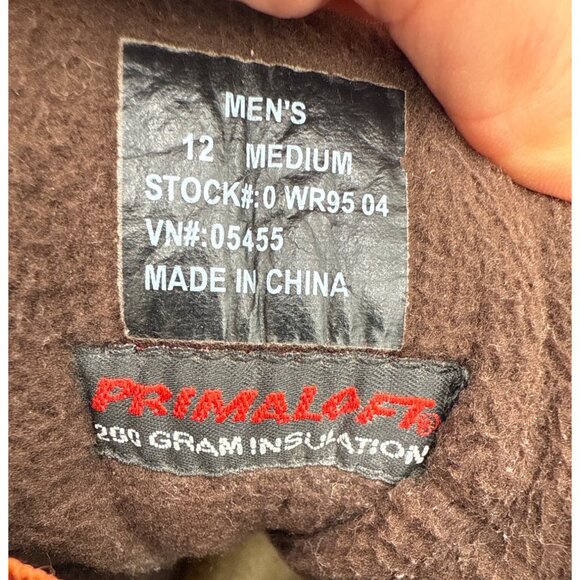 MEN'S
12 MEDIUM
STOCK#:0 WR95 04
VN#:05455
MADE IN CHINA
PRIMALOFT®
200 GRAM INSULATION